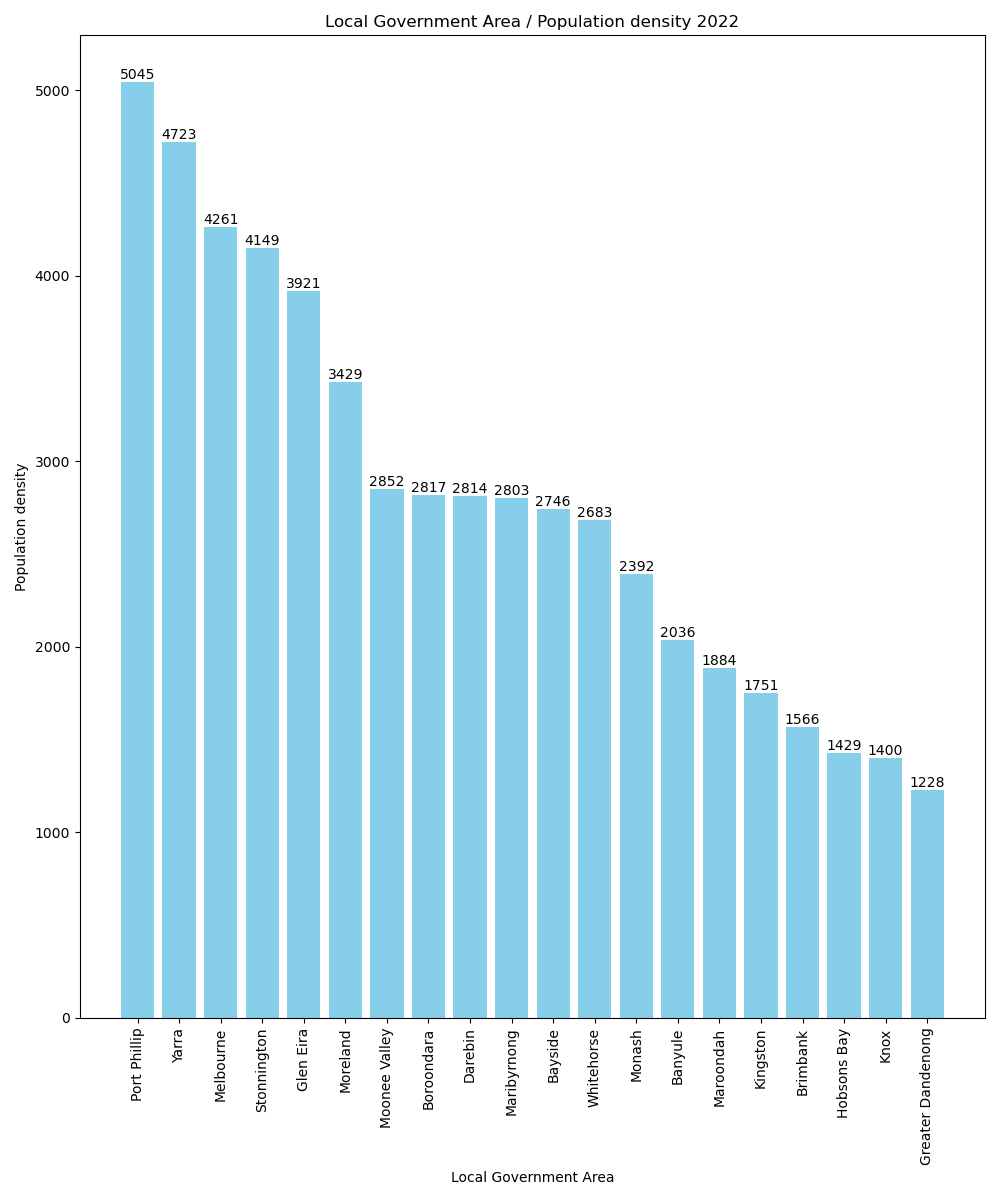 Local Government Area / Population density 2022
5045
4723
4261
4149
3921
3429
2852
2817
2814
2803
2746
2683
2392
2036
1884
1751
1566
1429
1400
1228
5000
4000
3000
2000
1000
0
Population density
Port Phillip
Yarra
Melbourne
Stonnington
Glen Eira
Moreland
Moonee Valley
Boroondara
Darebin
Maribyrnong
Bayside
Whitehorse
Monash
Banyule
Maroondah
Kingston
Brimbank
Hobsons Bay
Knox
Greater Dandenong
Local Government Area